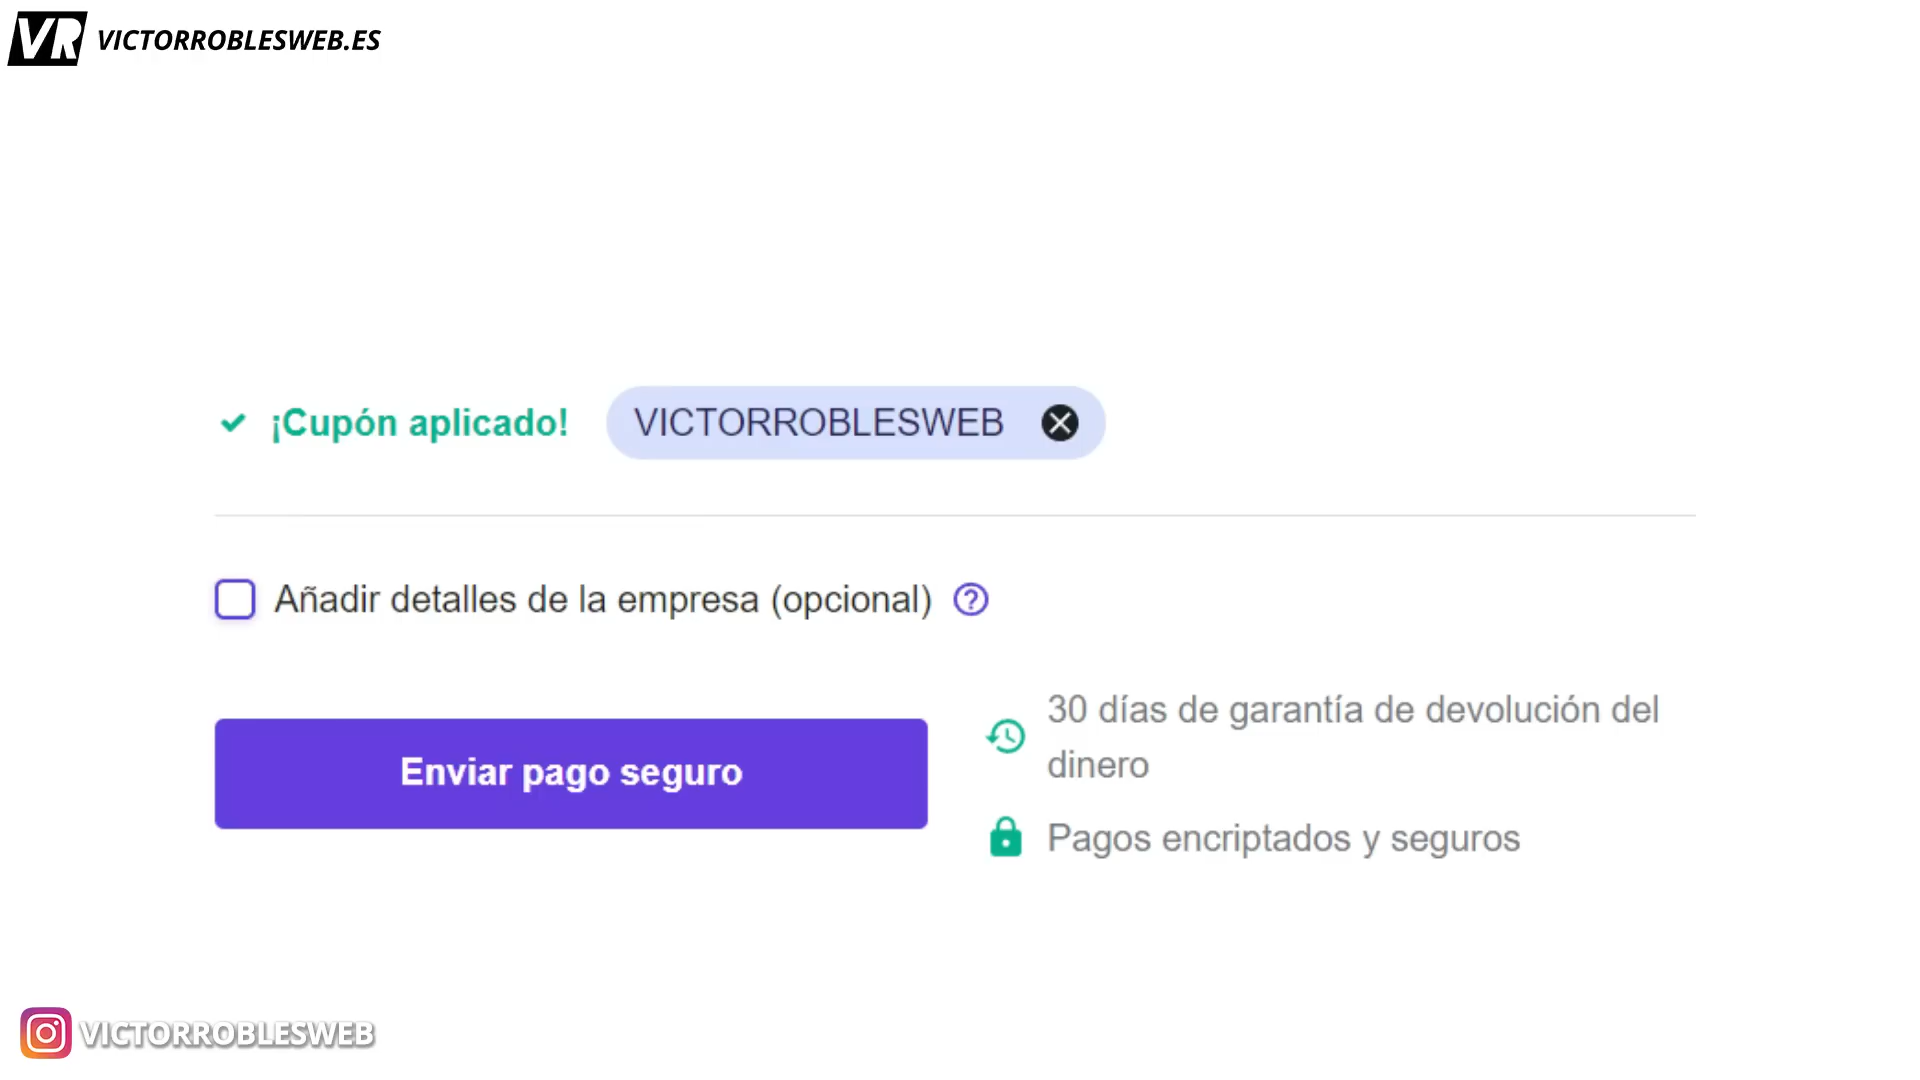 VR VICTORROBLESWEB.ES
¡Cupón aplicado! VICTORROBLESWEB
Añadir detalles de la empresa (opcional)
Enviar pago seguro
30 días de garantía de devolución del
dinero
Pagos encriptados y seguros
VICTORROBLESWEB